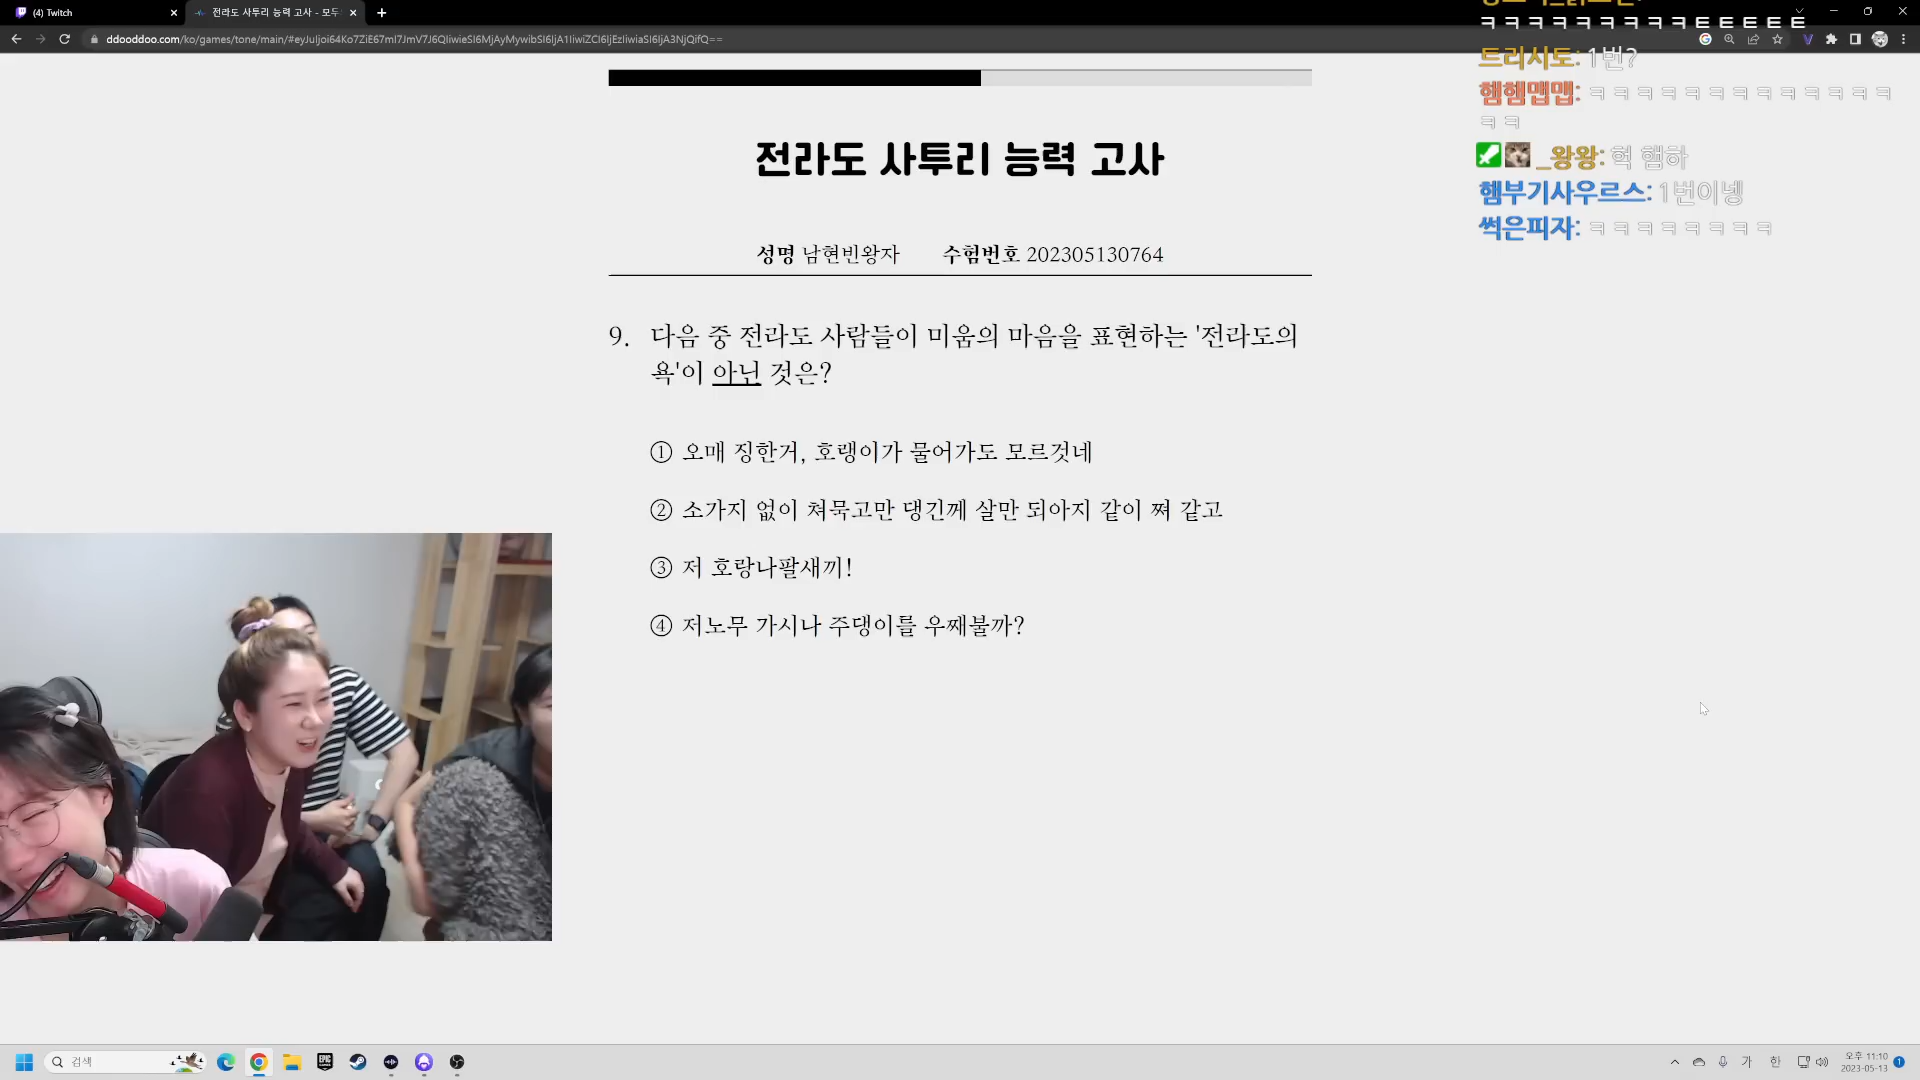 (4) Twitch
전라도 사투리 능력 고사 - 모두
ddooddoo.com/ko/games/tone/main/#eyJuIjoi64Ko7ZiE67mI7JmV7J6QIiwieSI6MjAyMywibSI6IjA1IiwiZCI6IjEzIiwiaSI6IjA3NjQifQ==
전라도 사투리 능력 고사
성명 남현빈왕자 수험번호 202305130764
9. 다음 중 전라도 사람들이 미움의 마음을 표현하는 '전라도의
욕'이 아닌 것은?
① 오매 징한거, 호랭이가 물어가도 모르것네
② 소가지 없이 쳐묵고만 댕긴께 살만 되아지 같이 쪄 같고
③ 저 호랑나팔새끼!
④ 저노무 가시나 주댕이를 우째불까?
ㅋㅋㅋㅋㅋㅋㅋㅋㅋㅌㅌㅌㅌㅌ
트리시토: 1번?
햄햄맵맵: ㅋㅋㅋㅋㅋㅋㅋㅋㅋㅋㅋㅋㅋ
ㅋㅋ
_왕왕: 헉 햄하
햄부기사우르스: 1번이넹
썩은피자: ㅋㅋㅋㅋㅋㅋㅋㅋ
검색
EPIC
가
한
오후 11:10
2023-05-13
1